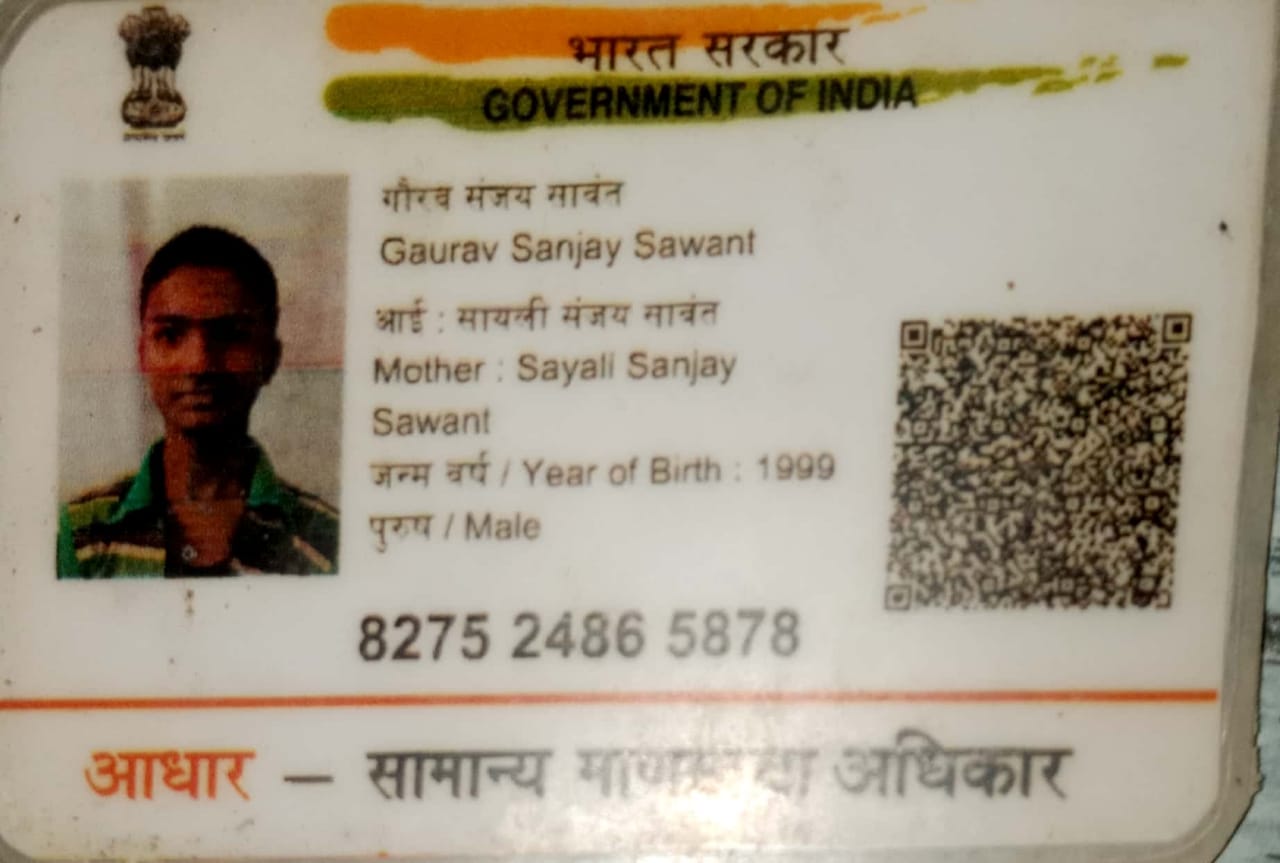 भारत सरकार
GOVERNMENT OF INDIA
गौरव संजय सावंत
Gaurav Sanjay Sawant
आई : सायली संजय सावंत
Mother : Sayali Sanjay
Sawant
जन्म वर्ष / Year of Birth : 1999
पुरुष / Male
8275 2486 5878
आधार — सामान्य अधिकार